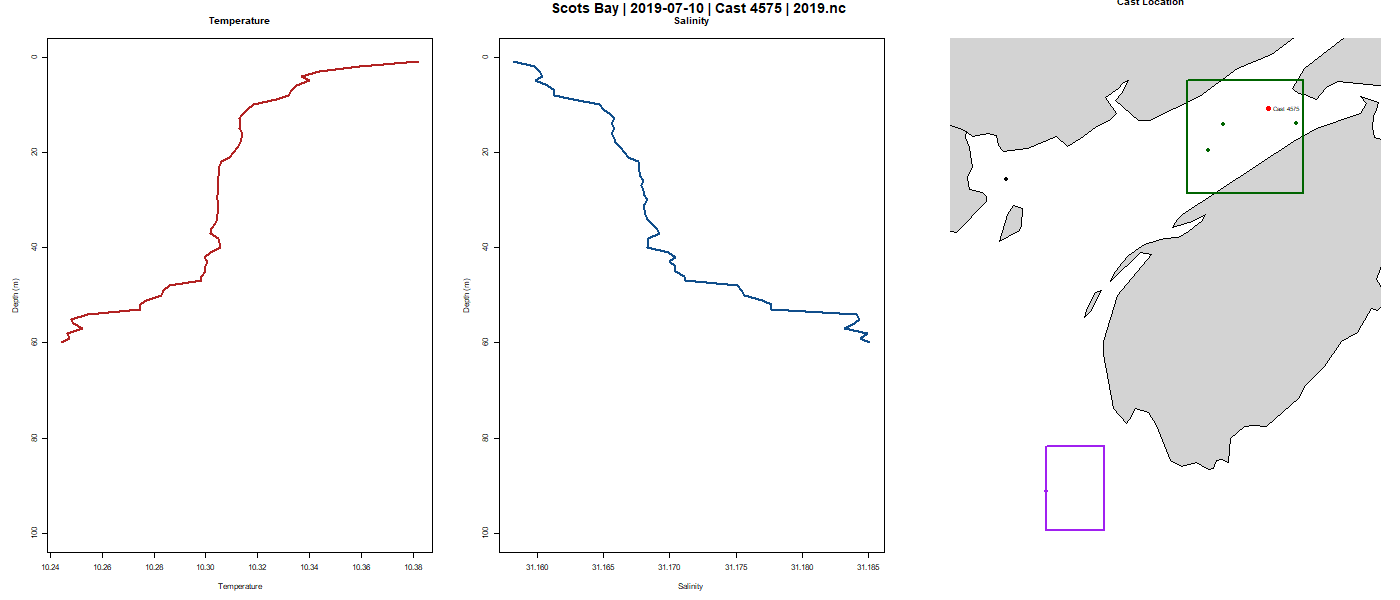 Scots Bay | 2019-07-10 | Cast 4575 | 2019.nc
Temperature
Salinity
Cast Location
0
20
40
60
80
100
Depth (m)
10.24 10.26 10.28 10.30 10.32 10.34 10.36 10.38
Temperature
0
20
40
60
80
100
Depth (m)
31.160 31.165 31.170 31.175 31.180 31.185
Salinity
Cast 4575